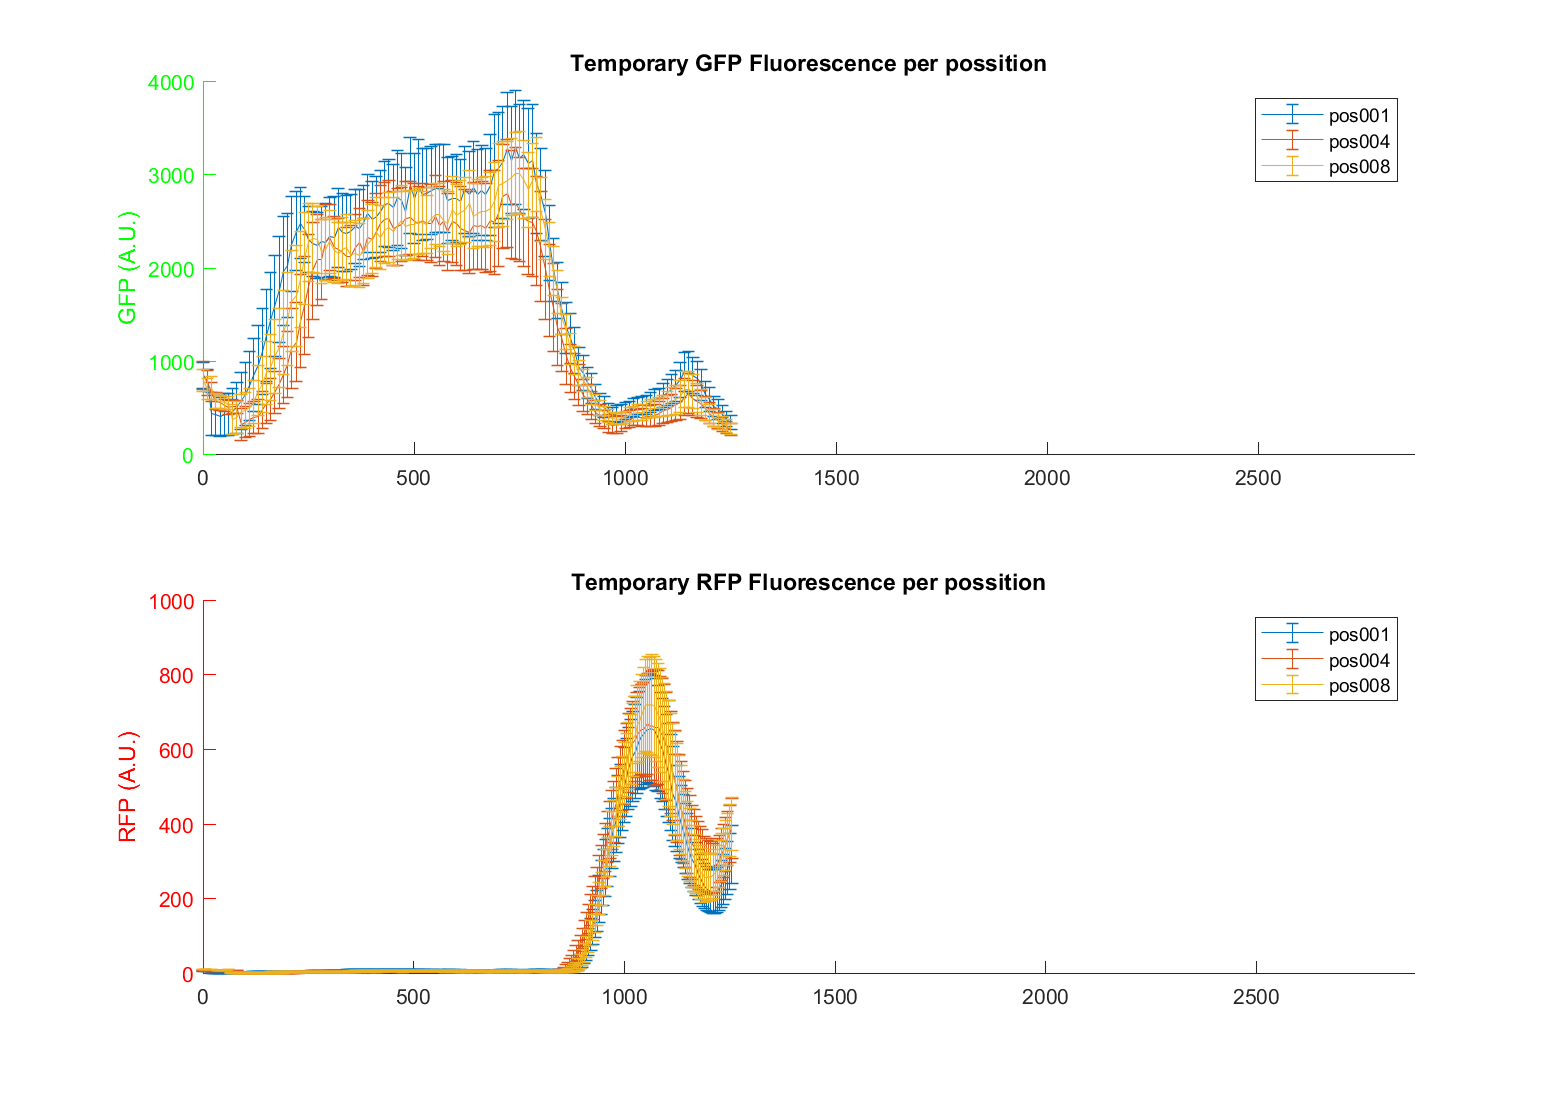 Temporary GFP Fluorescence per possition
GFP (A.U.)
4000
3000
2000
1000
0
0 500 1000 1500 2000 2500
pos001
pos004
pos008
Temporary RFP Fluorescence per possition
RFP (A.U.)
1000
800
600
400
200
0
0 500 1000 1500 2000 2500
pos001
pos004
pos008